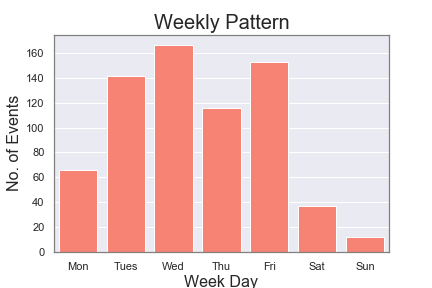 Weekly Pattern
No. of Events
160
140
120
100
80
60
40
20
0
Mon Tues Wed Thu Fri Sat Sun
Week Day